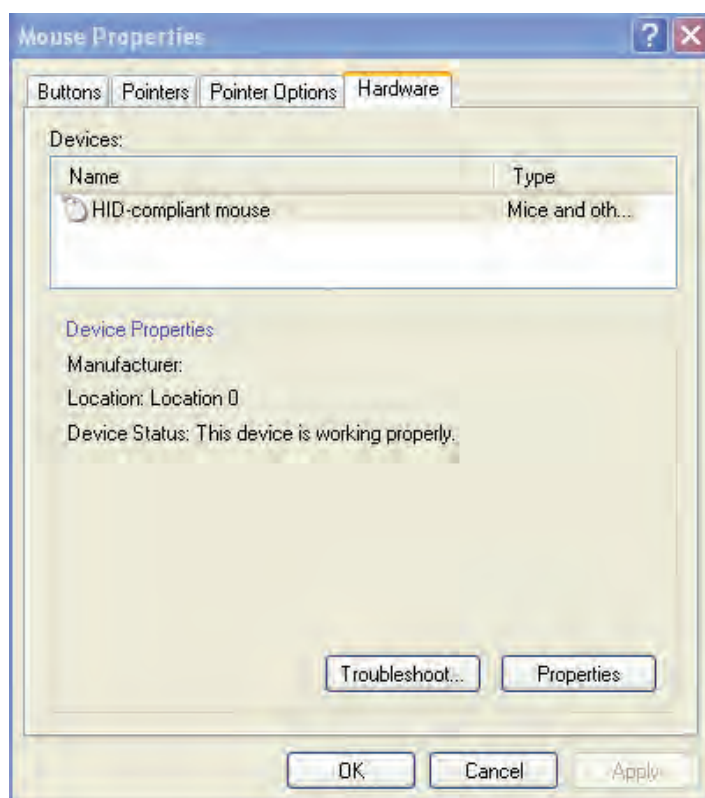 Mouse Properties
?
Buttons Pointers Pointer Options Hardware
Devices:
Name Type
HID-compliant mouse Mice and oth...
Device Properties
Manufacturer:
Location: Location 0
Device Status: This device is working properly.
Troubleshoot... Properties
OK Cancel Apply